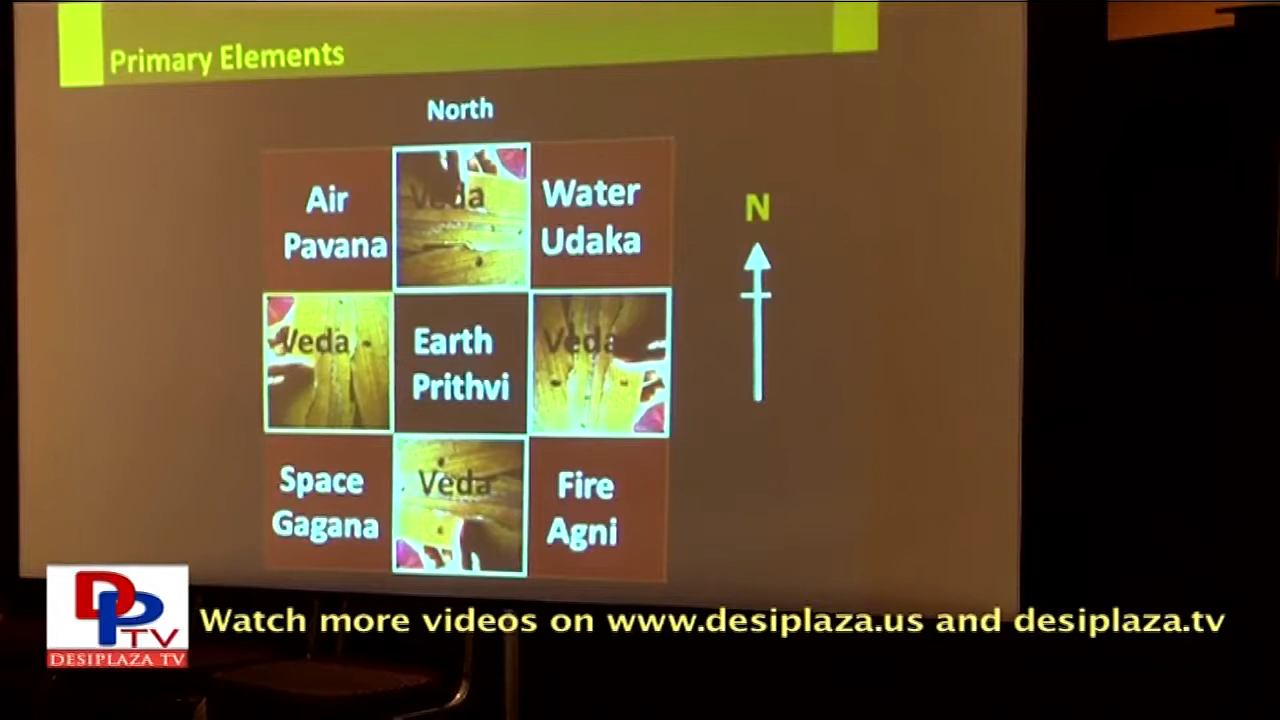 Primary Elements
North
Air
Pavana
Veda
Water
Udaka
N
Veda
Earth
Prithvi
Veda
Space
Gagana
Veda
Fire
Agni
DP
TV
DESIPLAZA TV
Watch more videos on www.desiplaza.us and desiplaza.tv